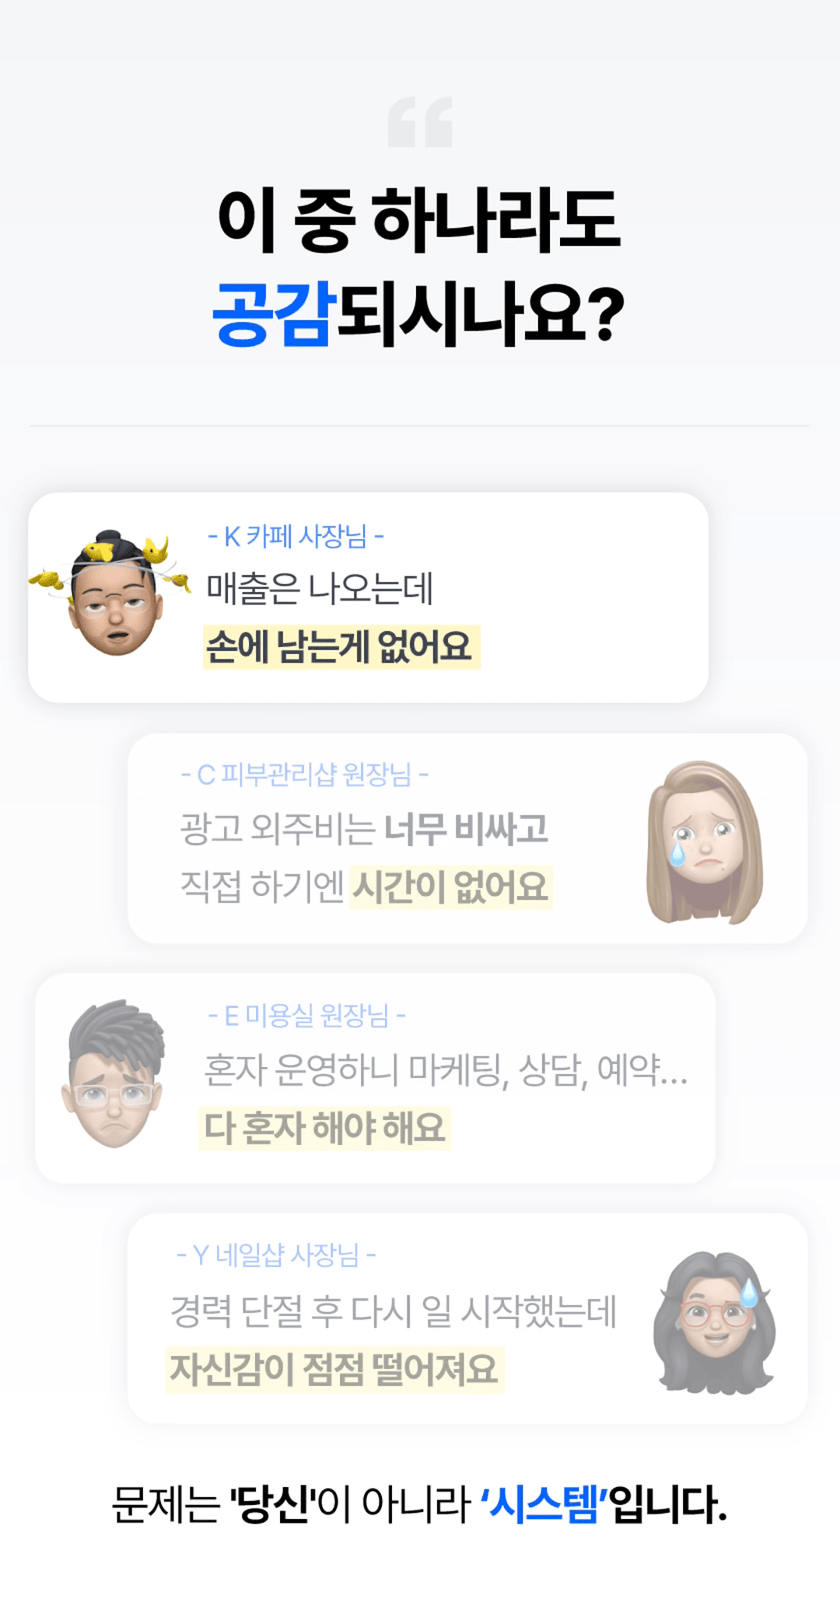 이 중 하나라도
공감되시나요?
- K 카페 사장님 -
매출은 나오는데
손에 남는게 없어요
- C 피부관리샵 원장님 -
광고 외주비는 너무 비싸고
직접 하기엔 시간이 없어요
- E 미용실 원장님 -
혼자 운영하니 마케팅, 상담, 예약...
다 혼자 해야 해요
- Y 네일샵 사장님 -
경력 단절 후 다시 일 시작했는데
자신감이 점점 떨어져요
문제는 '당신'이 아니라 ‘시스템’입니다.